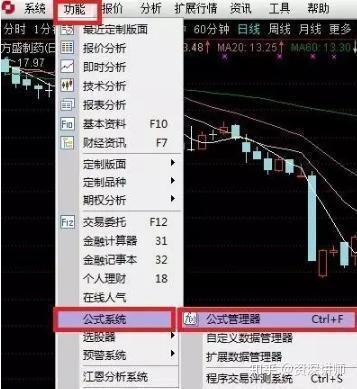 系统 功能 报价 分析 扩展行情 资讯 工具 帮助
分时 1分 60分钟 日线 周线
最近定制版面
方盛制药(日 3.48 MA20: 13.25 MA60: 13.30
17.97
报价分析
即时分析
技术分析
报表分析
F10 基本资料 F10
财经资讯 F7
定制版面
定制品种
期权分析
F12 交易委托 F12
金融计算器 31
金融记事本 32
个人理财 18
在线人气
公式系统
公式管理器 Ctrl+F
选股器
自定义数据管理器
预警系统
扩展数据管理器
江恩分析系统
程序交易评测系统 Ctrl+S
知乎 @资深讲师